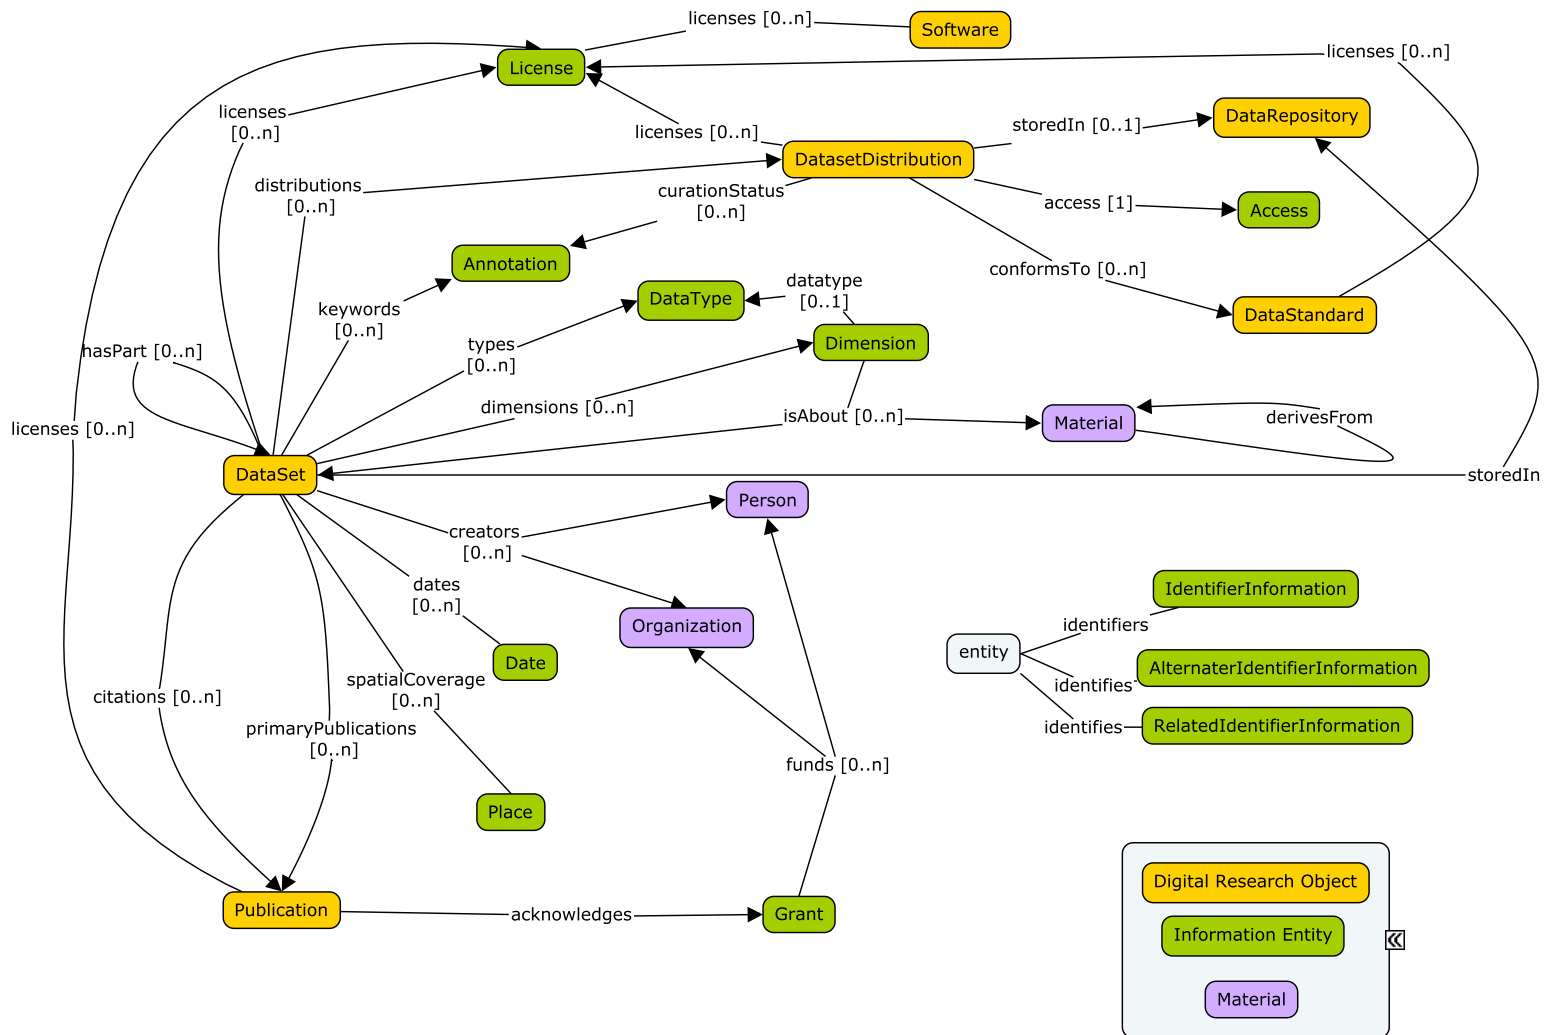 licenses [0..n]
Software
License
licenses [0..n]
licenses
[0..n]
licenses [0..n]
DataRepository
storedIn [0..1]
DatasetDistribution
distributions
[0..n]
curationStatus
[0..n]
access [1]
Access
Annotation
conformsTo [0..n]
keywords
[0..n]
DataType
datatype
[0..1]
DataStandard
types
[0..n]
Dimension
hasPart [0..n]
dimensions [0..n]
isAbout [0..n]
Material
derivesFrom
licenses [0..n]
DataSet
storedIn
Person
creators
[0..n]
dates
[0..n]
Organization
Date
IdentifierInformation
identifiers
entity
AlternaterIdentifierInformation
identifies
RelatedIdentifierInformation
identifies
spatialCoverage
[0..n]
citations [0..n]
primaryPublications
[0..n]
funds [0..n]
Place
Publication
acknowledges
Grant
Digital Research Object
Information Entity
Material